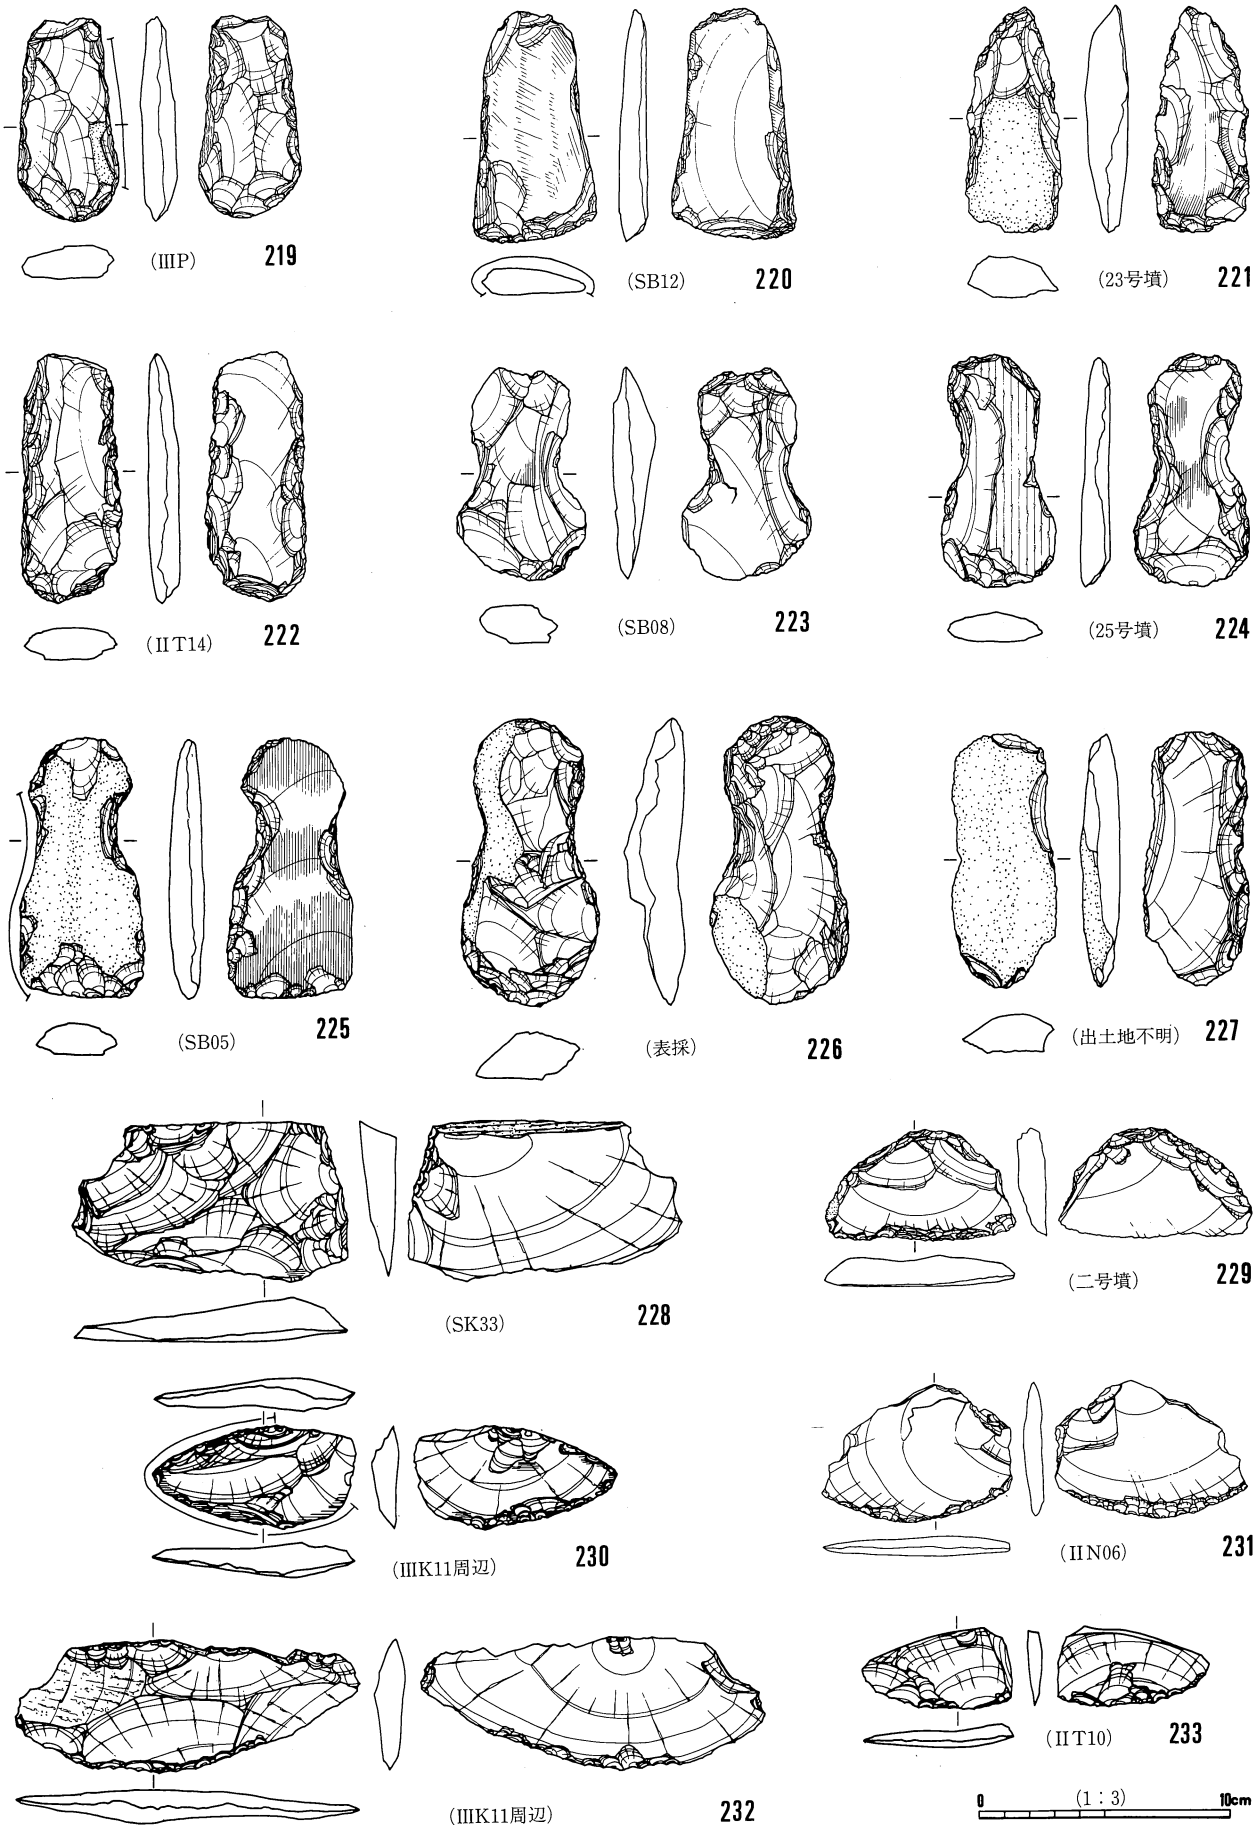 (ⅢP) 219
(SB12) 220
(23号墳) 221
(ⅡT14) 222
(SB08) 223
(25号墳) 224
(SB05) 225
(表採) 226
(出土地不明) 227
(SK33) 228
(二号墳) 229
(ⅢK11周辺) 230
(ⅡN06) 231
(ⅢK11周辺) 232
(ⅡT10) 233
0 (1:3) 10cm